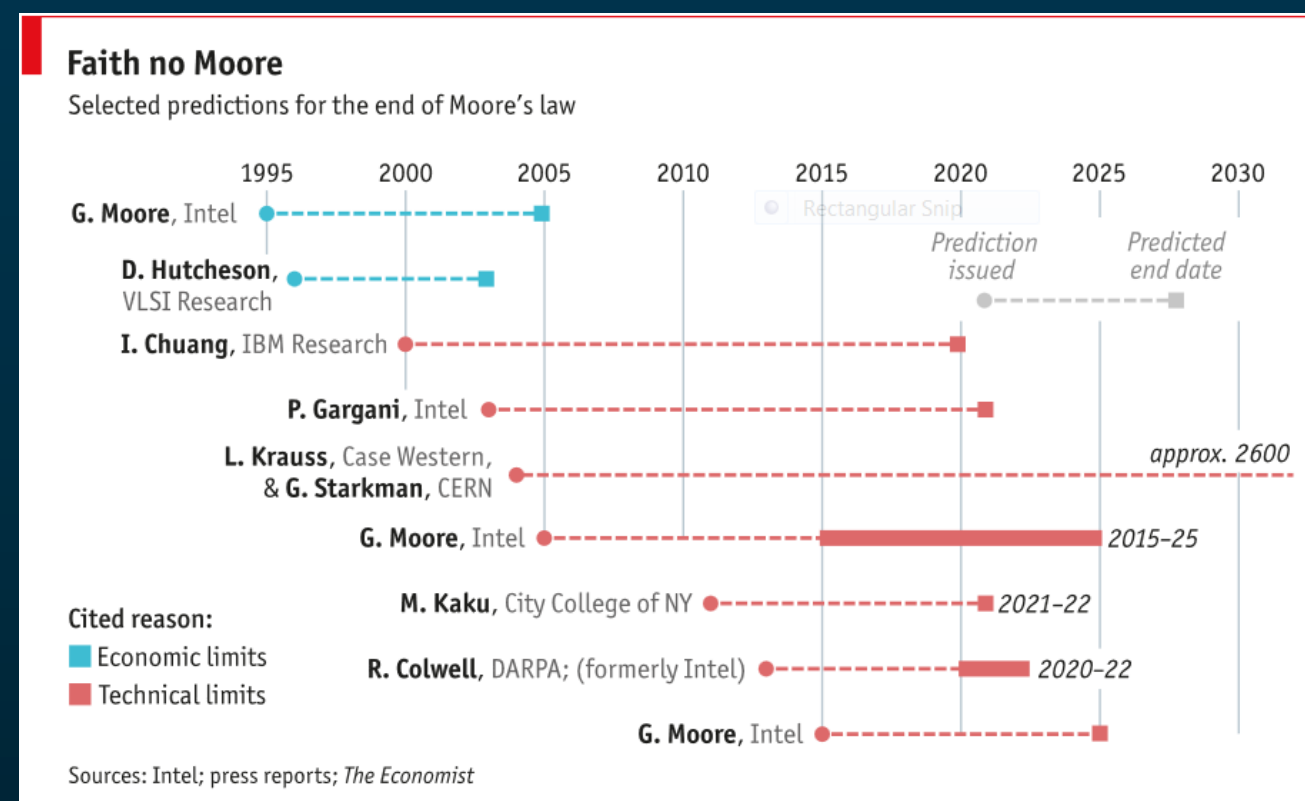 Faith no Moore
Selected predictions for the end of Moore's law
1995 2000 2005 2010 2015 2020 2025 2030
G. Moore, Intel
Rectangular Snip
Prediction issued
Predicted end date
D. Hutcheson,
VLSI Research
I. Chuang, IBM Research
P. Gargani, Intel
L. Krauss, Case Western,
& G. Starkman, CERN
approx. 2600
G. Moore, Intel
2015–25
M. Kaku, City College of NY
2021–22
R. Colwell, DARPA; (formerly Intel)
2020–22
G. Moore, Intel
Cited reason:
Economic limits
Technical limits
Sources: Intel; press reports; The Economist